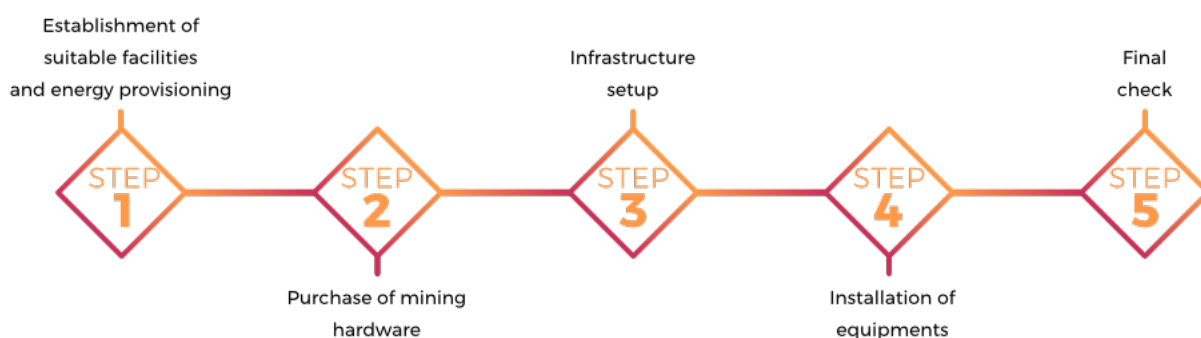 Establishment of
suitable facilities
and energy provisioning
STEP
1
Purchase of mining
hardware
STEP
2
Infrastructure
setup
STEP
3
Installation of
equipments
STEP
4
Final
check
STEP
5